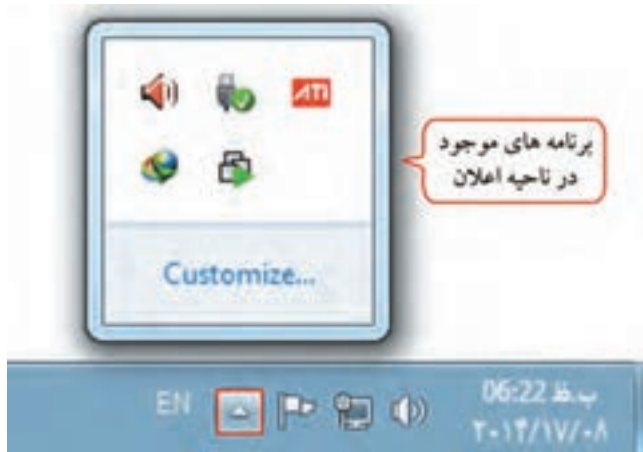 ATI
برنامه های موجود
در ناحیه اعلان
Customize...
EN
06:22 ب.ظ
۲۰۱۴/۱۷/۰۸